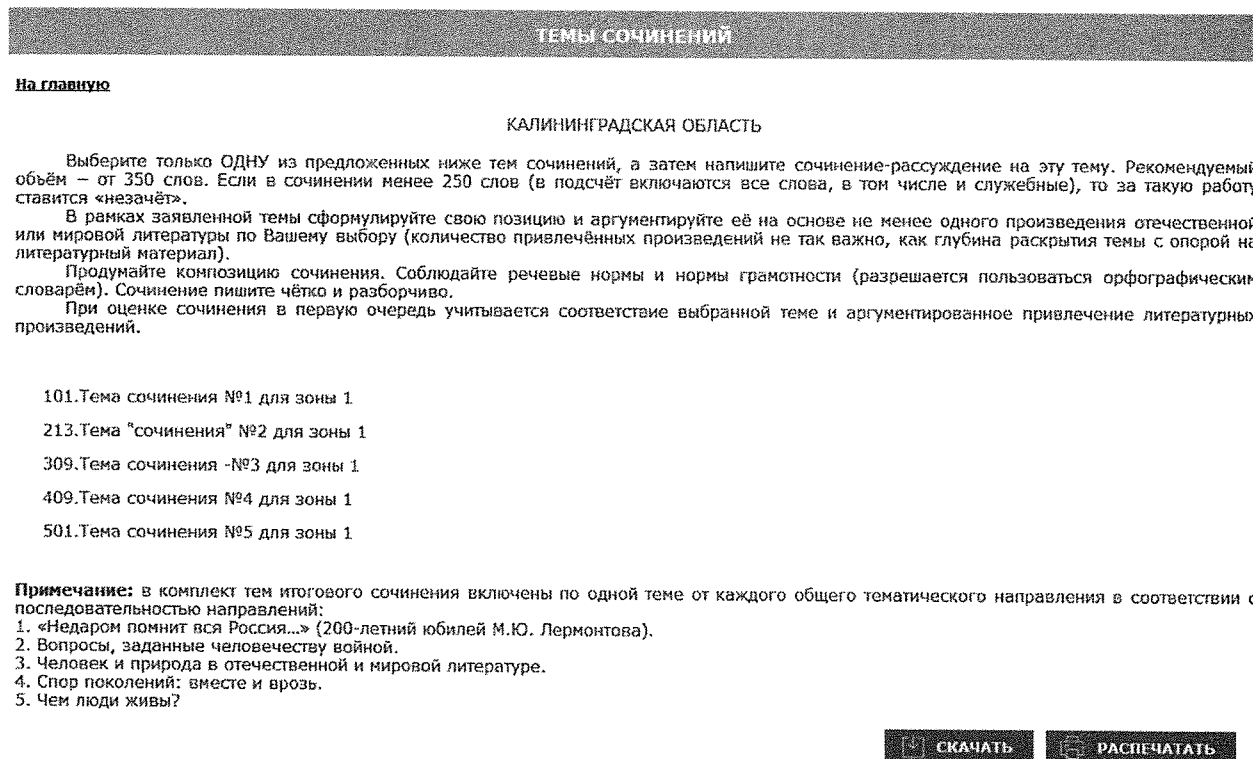 ТЕМЫ СОЧИНЕНИЙ
На главную
КАЛИНИНГРАДСКАЯ ОБЛАСТЬ
Выберите только ОДНУ из предложенных ниже тем сочинений, а затем напишите сочинение-рассуждение на эту тему. Рекомендуемый
объём – от 350 слов. Если в сочинении менее 250 слов (в подсчёт включаются все слова, в том числе и служебные), то за такую работу
ставится «незачёт».
В рамках заявленной темы сформулируйте свою позицию и аргументируйте её на основе не менее одного произведения отечественной
или мировой литературы по Вашему выбору (количество привлечённых произведений не так важно, как глубина раскрытия темы с опорой на
литературный материал).
Продумайте композицию сочинения. Соблюдайте речевые нормы и нормы грамотности (разрешается пользоваться орфографическим
словарём). Сочинение пишите чётко и разборчиво.
При оценке сочинения в первую очередь учитывается соответствие выбранной теме и аргументированное привлечение литературных
произведений.
101.Тема сочинения №1 для зоны 1
213.Тема "сочинения" №2 для зоны 1
309.Тема сочинения -№3 для зоны 1
409.Тема сочинения №4 для зоны 1
501.Тема сочинения №5 для зоны 1
Примечание: в комплект тем итогового сочинения включены по одной теме от каждого общего тематического направления в соответствии с
последовательностью направлений:
1. «Недаром помнит вся Россия...» (200-летний юбилей М.Ю. Лермонтова).
2. Вопросы, заданные человечеству войной.
3. Человек и природа в отечественной и мировой литературе.
4. Спор поколений: вместе и врозь.
5. Чем люди живы?
СКАЧАТЬ РАСПЕЧАТАТЬ